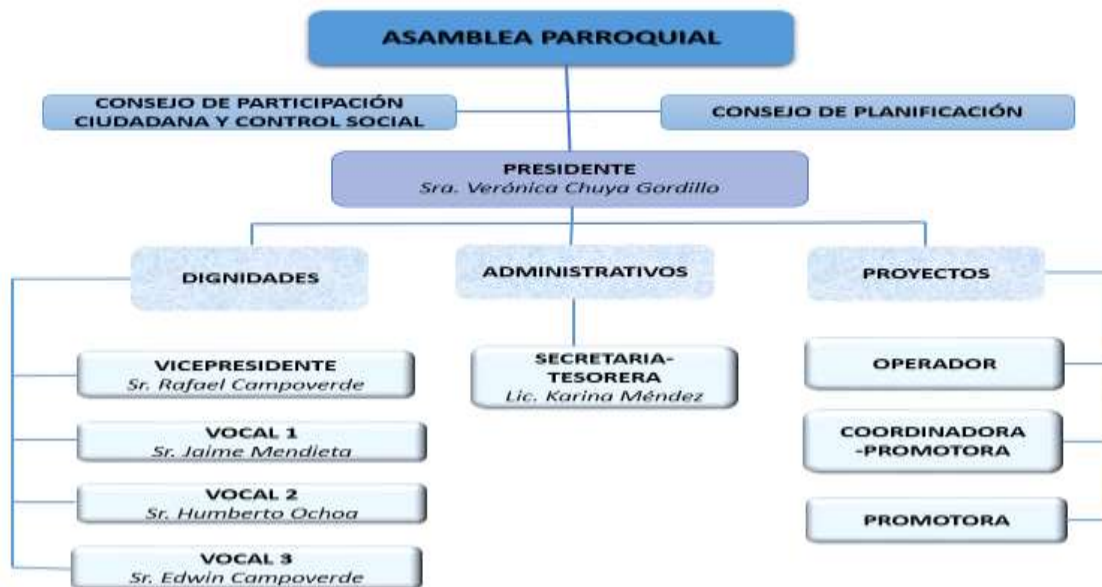 ASAMBLEA PARROQUIAL
CONSEJO DE PARTICIPACIÓN
CIUDADANA Y CONTROL SOCIAL
CONSEJO DE PLANIFICACIÓN
PRESIDENTE
Sra. Verónica Chuya Gordillo
DIGNIDADES
ADMINISTRATIVOS
PROYECTOS
VICEPRESIDENTE
Sr. Rafael Campoverde
VOCAL 1
Sr. Jaime Mendieta
VOCAL 2
Sr. Humberto Ochoa
VOCAL 3
Sr. Edwin Campoverde
SECRETARIA-
TESORERA
Lic. Karina Méndez
OPERADOR
COORDINADORA
-PROMOTORA
PROMOTORA